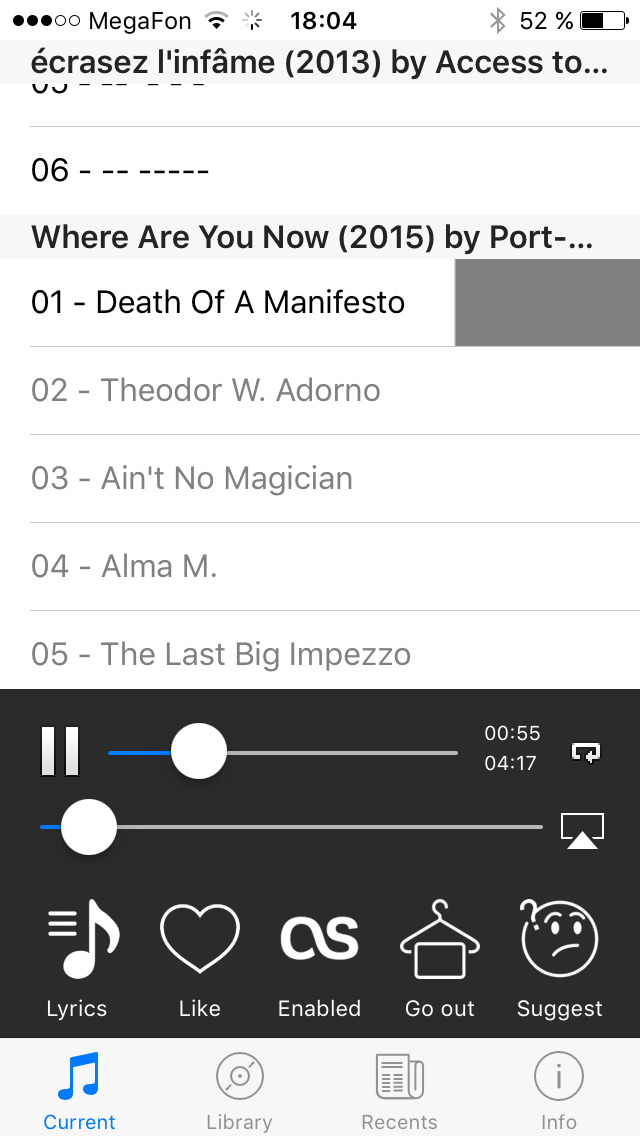 MegaFon 18:04 52 %
écrasez l'infâme (2013) by Access to...
06 - -- -----
Where Are You Now (2015) by Port-...
01 - Death Of A Manifesto
02 - Theodor W. Adorno
03 - Ain't No Magician
04 - Alma M.
05 - The Last Big Impezzo
00:55
04:17
Lyrics Like Enabled Go out Suggest
Current Library Recents Info